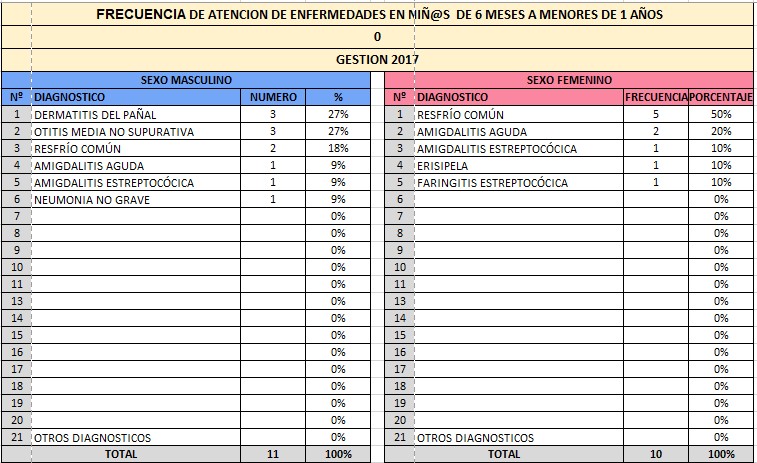 FRECUENCIA DE ATENCION DE ENFERMEDADES EN NIÑ@S DE 6 MESES A MENORES DE 1 AÑOS
0
GESTION 2017
SEXO MASCULINO SEXO FEMENINO
Nº DIAGNOSTICO NUMERO % Nº DIAGNOSTICO FRECUENCIA PORCENTAJE
1 DERMATITIS DEL PAÑAL 3 27% 1 RESFRÍO COMÚN 5 50%
2 OTITIS MEDIA NO SUPURATIVA 3 27% 2 AMIGDALITIS AGUDA 2 20%
3 RESFRÍO COMÚN 2 18% 3 AMIGDALITIS ESTREPTOCÓCICA 1 10%
4 AMIGDALITIS AGUDA 1 9% 4 ERISIPELA 1 10%
5 AMIGDALITIS ESTREPTOCÓCICA 1 9% 5 FARINGITIS ESTREPTOCÓCICA 1 10%
6 NEUMONIA NO GRAVE 1 9% 6 0%
7 0% 7 0%
8 0% 8 0%
9 0% 9 0%
10 0% 10 0%
11 0% 11 0%
13 0% 13 0%
14 0% 14 0%
15 0% 15 0%
16 0% 16 0%
17 0% 17 0%
18 0% 18 0%
19 0% 19 0%
20 0% 20 0%
21 OTROS DIAGNOSTICOS 0% 21 OTROS DIAGNOSTICOS 0%
TOTAL 11 100% TOTAL 10 100%